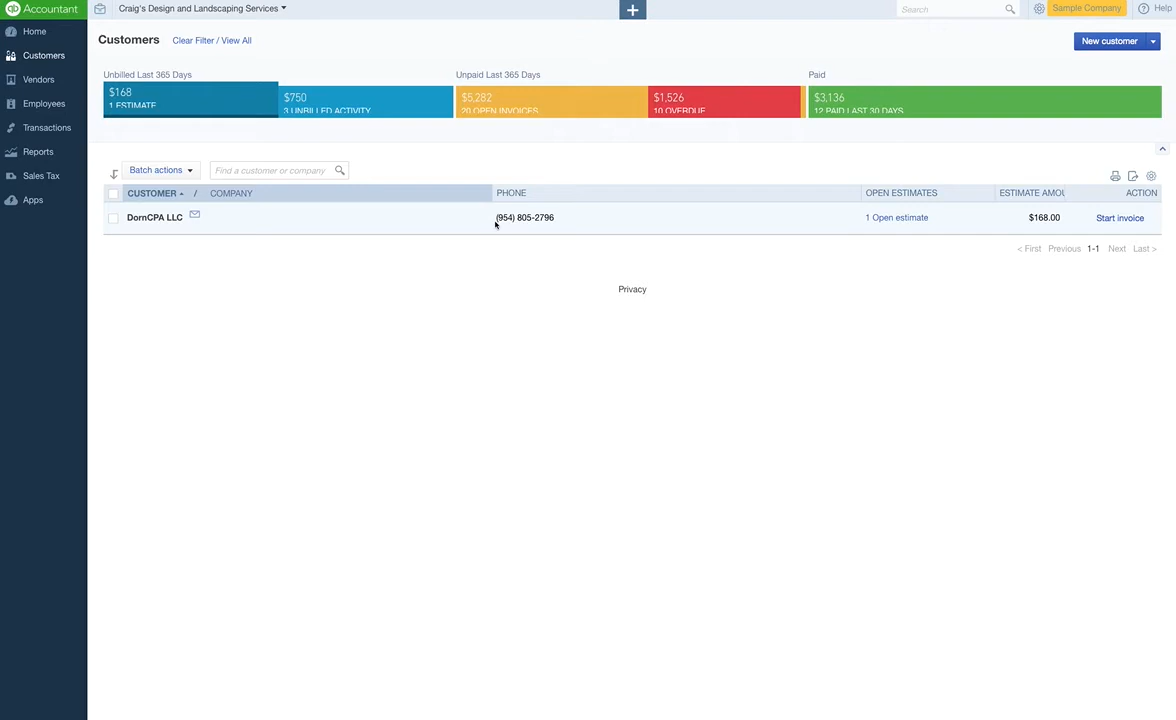 qb Accountant
Craig's Design and Landscaping Services
Search
Sample Company
Help
Home
Customers
Vendors
Employees
Transactions
Reports
Sales Tax
Apps
Customers Clear Filter / View All
New customer
Unbilled Last 365 Days Unpaid Last 365 Days Paid
$168 $750 $5,282 $1,526 $3,136
1 ESTIMATE 3 UNBILLED ACTIVITY 20 OPEN INVOICES 10 OVERDUE 12 PAID LAST 30 DAYS
Batch actions Find a customer or company
CUSTOMER / COMPANY PHONE OPEN ESTIMATES ESTIMATE AMOU ACTION
DornCPA LLC (954) 805-2796 1 Open estimate $168.00 Start invoice
< First Previous 1-1 Next Last >
Privacy